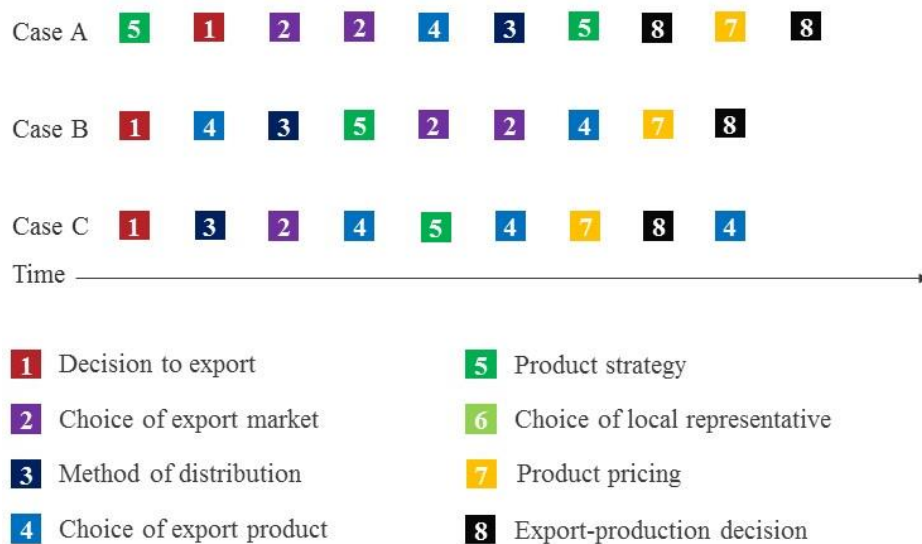 Case A 5 1 2 2 4 3 5 8 7 8
Case B 1 4 3 5 2 2 4 7 8
Case C 1 3 2 4 5 4 7 8 4
Time
1 Decision to export
2 Choice of export market
3 Method of distribution
4 Choice of export product
5 Product strategy
6 Choice of local representative
7 Product pricing
8 Export-production decision